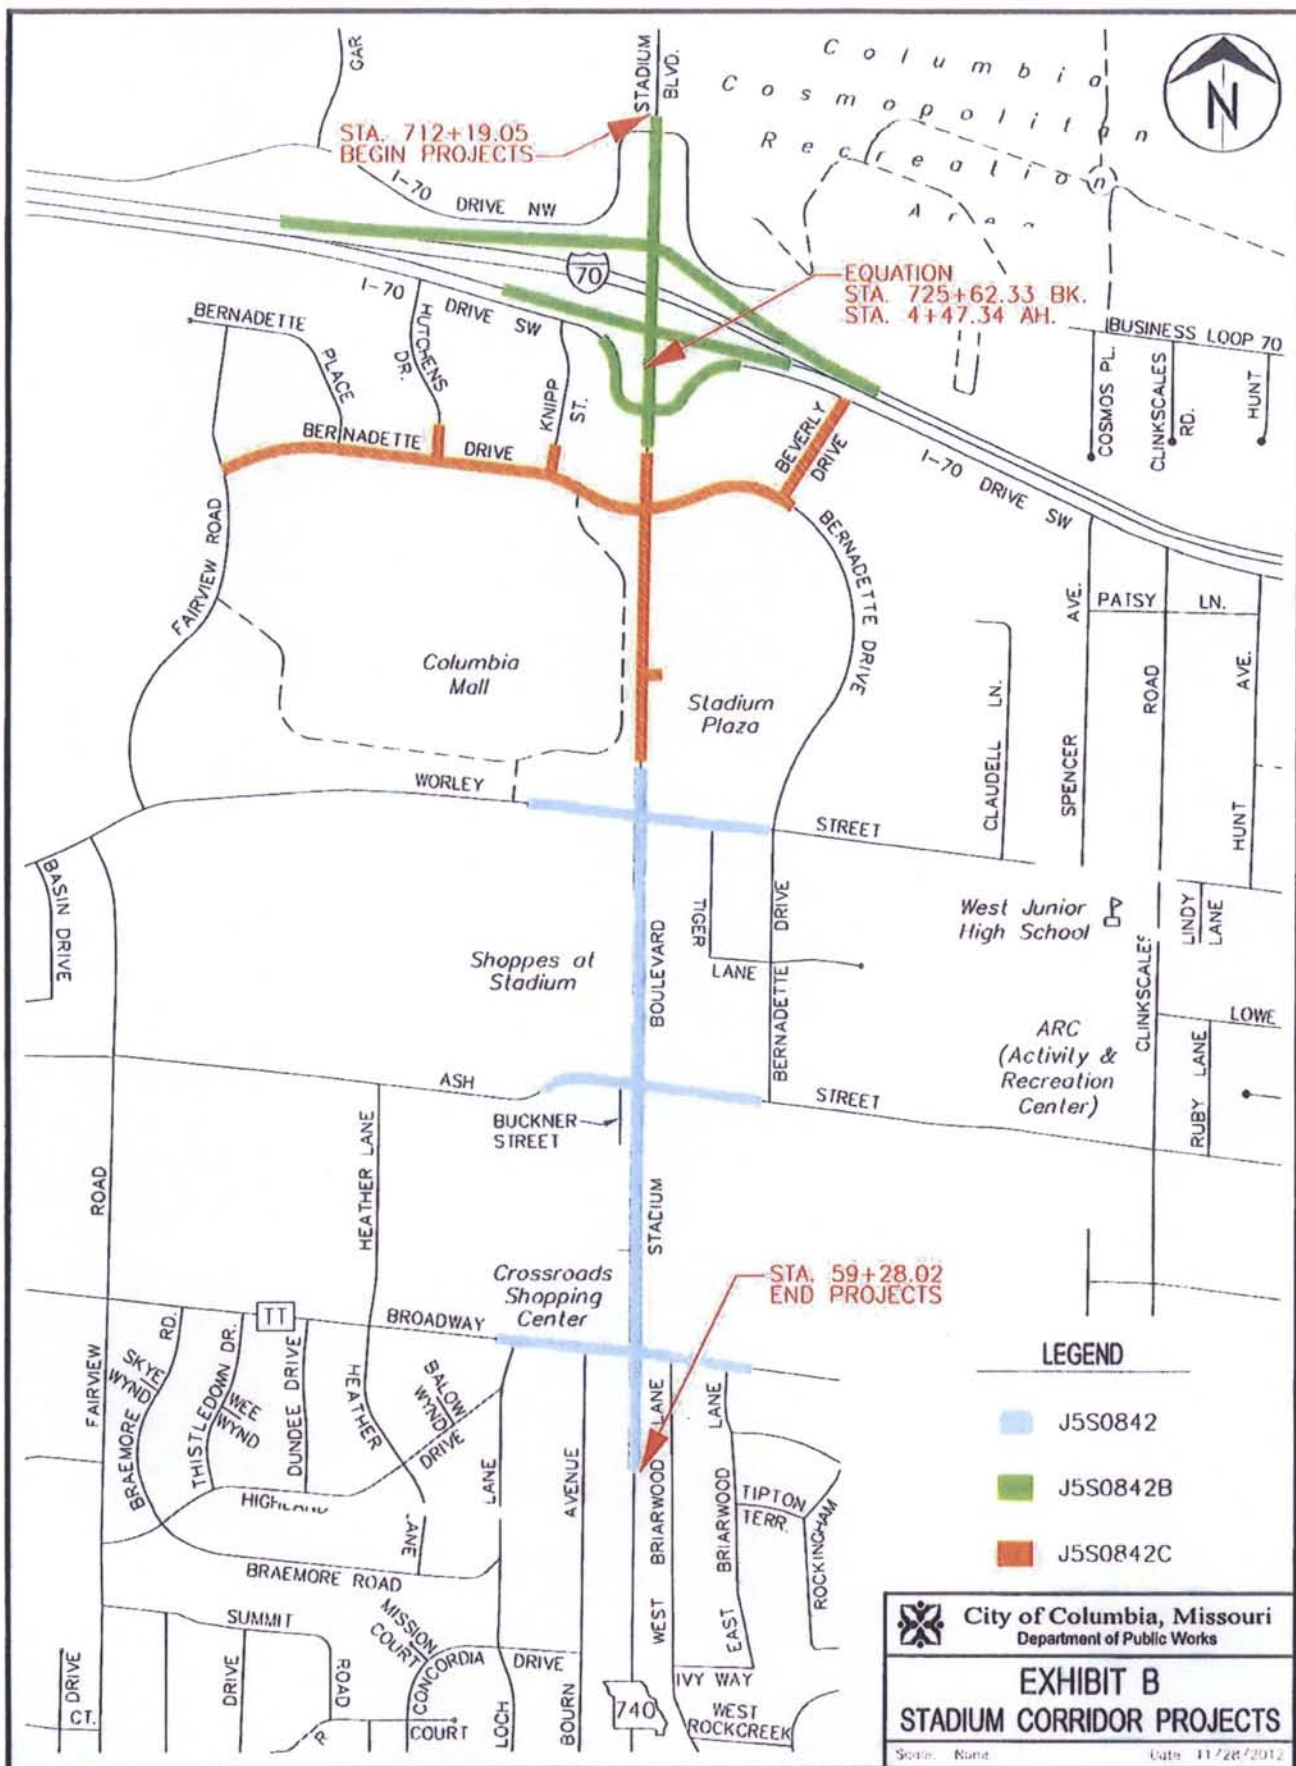 Columbia
Cosmopolitan
Recreation
Area
N
GAR
STADIUM
BLVD.
STA. 712+19.05
BEGIN PROJECTS
I-70
DRIVE NW
70
EQUATION
STA. 725+62.33 BK.
STA. 4+47.34 AH.
I-70
DRIVE SW
BERNADETTE
PLACE
HUTCHENS
DR.
KNIPP
ST.
BUSINESS LOOP 70
COSMOS PL.
CLINKSCALES
RD.
HUNT
BERNADETTE
DRIVE
BEVERLY
DRIVE
I-70
DRIVE
SW
FAIRVIEW ROAD
BERNADETTE DRIVE
AVE.
PATSY
LN.
Columbia
Mall
Stadium
Plaza
CLAUDELL LN.
SPENCER
ROAD
AVE.
HUNT
WORLEY
STREET
BASIN DRIVE
TIGER
LANE
DRIVE
BERNADETTE
West Junior
High School
LINDY
LANE
Shoppes at
Stadium
BOULEVARD
CLINKSCALES
LOWE
ARC
(Activity &
Recreation
Center)
RUBY LANE
ASH
STREET
BUCKNER
STREET
HEATHER LANE
ROAD
STADIUM
STA. 59+28.02
END PROJECTS
Crossroads
Shopping
Center
TT
BROADWAY
FAIRVIEW
SKYE
WYND
RD.
BRAEMORE
THISTLEDOWN DR.
WEE
WYND
DUNDEE DRIVE
HEATHER
BALOW
WYND
DRIVE
HIGHLAND
LANE
AVENUE
WEST BRIARWOOD LANE
EAST BRIARWOOD LANE
TIPTON
TERR.
ROCKINGHAM
BRAEMORE ROAD
SUMMIT
ROAD
DRIVE
DRIVE
CT.
MISSION
COURT
CONCORDIA
DRIVE
COURT
LOCH
BOURN
740
IVY WAY
WEST
ROCKCREEK
LEGEND
J5S0842
J5S0842B
J5S0842C
City of Columbia, Missouri
Department of Public Works
EXHIBIT B
STADIUM CORRIDOR PROJECTS
Scale: None
Date: 11/28/2012